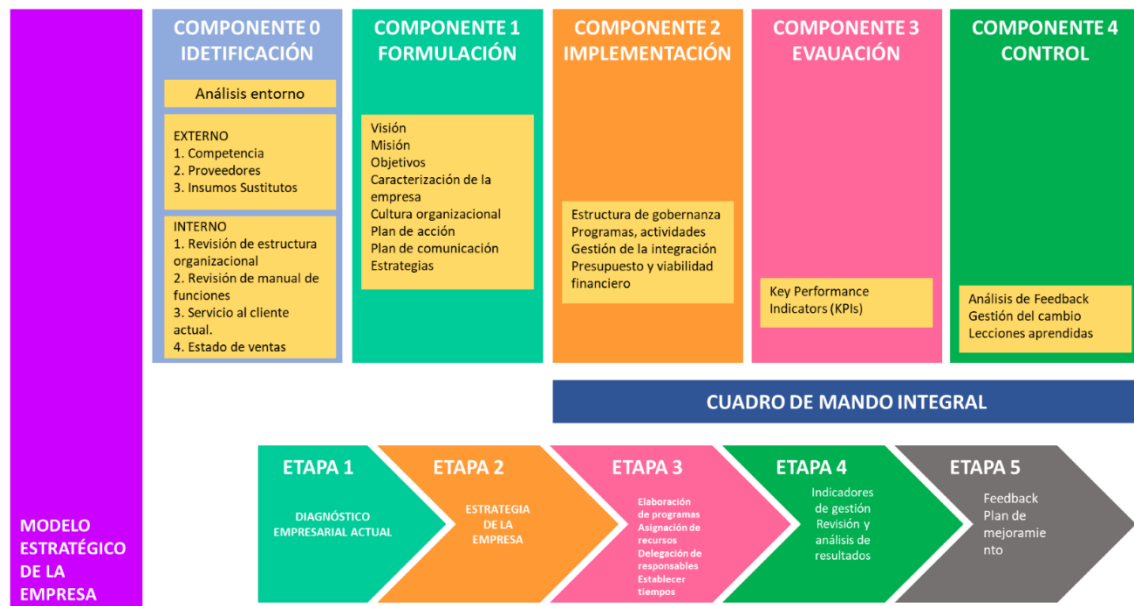 COMPONENTE 0
IDETIFICACIÓN
Análisis entorno
EXTERNO
1. Competencia
2. Proveedores
3. Insumos Sustitutos
INTERNO
1. Revisión de estructura
organizacional
2. Revisión de manual de
funciones
3. Servicio al cliente
actual.
4. Estado de ventas
COMPONENTE 1
FORMULACIÓN
Visión
Misión
Objetivos
Caracterización de la
empresa
Cultura organizacional
Plan de acción
Plan de comunicación
Estrategias
COMPONENTE 2
IMPLEMENTACIÓN
Estructura de gobernanza
Programas, actividades
Gestión de la integración
Presupuesto y viabilidad
financiero
COMPONENTE 3
EVAUACIÓN
Key Performance
Indicators (KPIs)
COMPONENTE 4
CONTROL
Análisis de Feedback
Gestión del cambio
Lecciones aprendidas
CUADRO DE MANDO INTEGRAL
MODELO
ESTRATÉGICO
DE LA
EMPRESA
ETAPA 1
DIAGNÓSTICO
EMPRESARIAL ACTUAL
ETAPA 2
ESTRATEGIA
DE LA
EMPRESA
ETAPA 3
Elaboración
de programas
Asignación de
recursos
Delegación de
responsables
Establecer
tiempos
ETAPA 4
Indicadores
de gestión
Revisión y
análisis de
resultados
ETAPA 5
Feedback
Plan de
mejoramie
nto